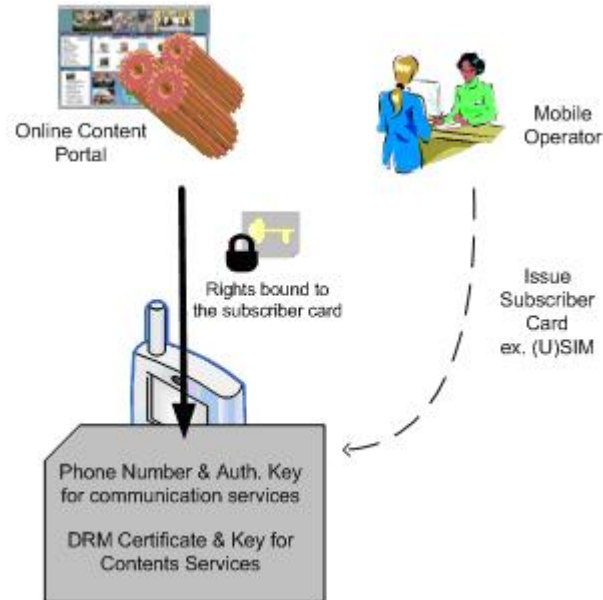 Online Content
Portal
Mobile
Operator
Rights bound to
the subscriber card
Issue
Subscriber
Card
ex. (U)SIM
Phone Number & Auth. Key
for communication services
DRM Certificate & Key for
Contents Services